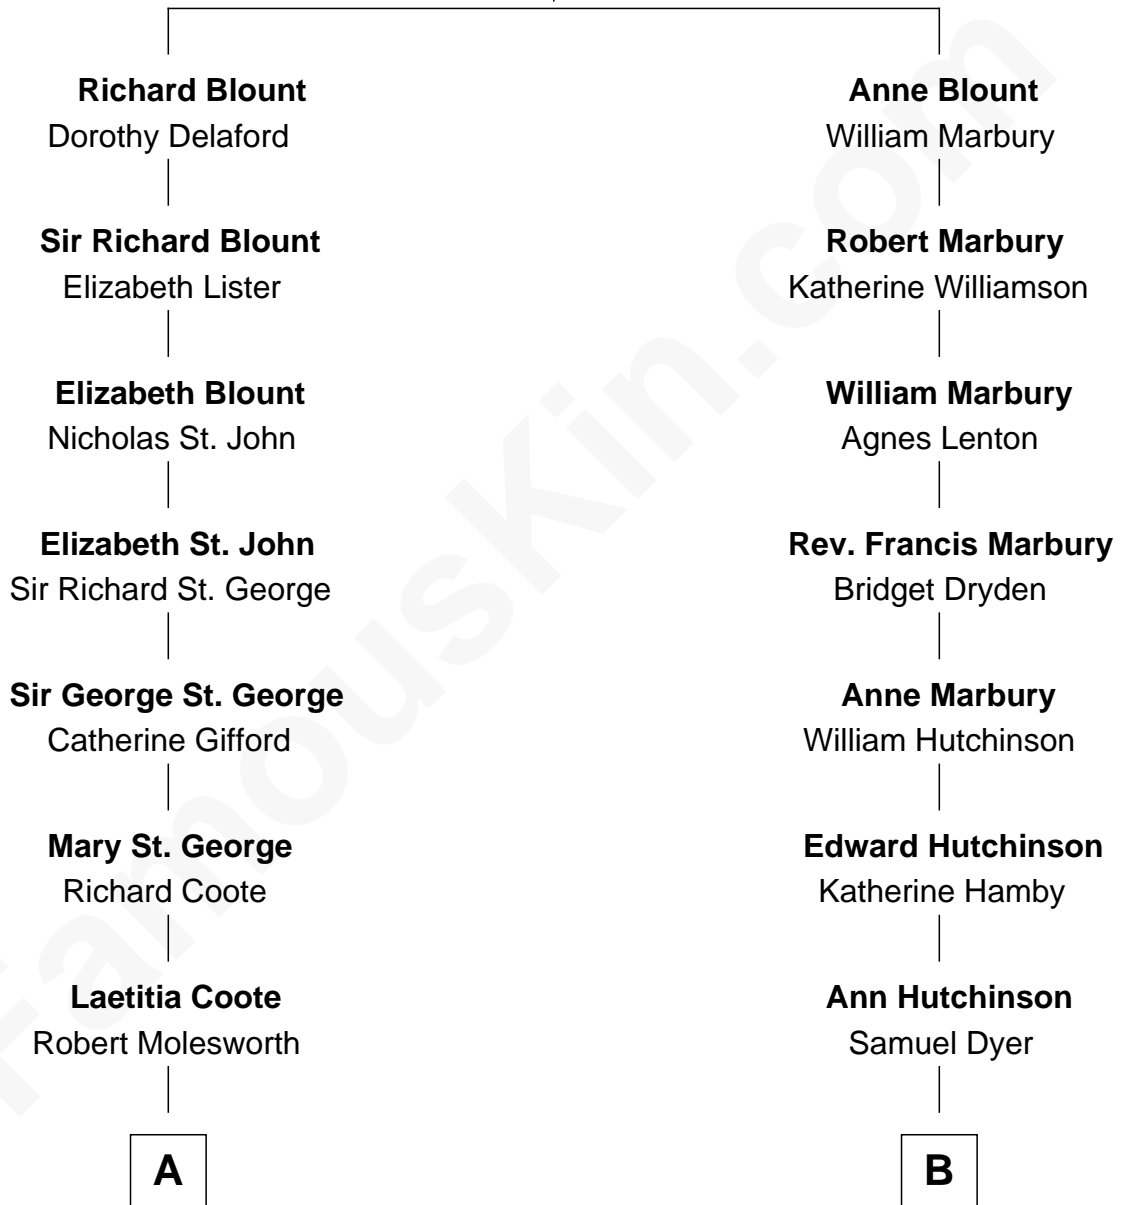 Richard Blount
Dorothy Delaford
Sir Richard Blount
Elizabeth Lister
Elizabeth Blount
Nicholas St. John
Elizabeth St. John
Sir Richard St. George
Sir George St. George
Catherine Gifford
Mary St. George
Richard Coote
Laetitia Coote
Robert Molesworth
A
Anne Blount
William Marbury
Robert Marbury
Katherine Williamson
William Marbury
Agnes Lenton
Rev. Francis Marbury
Bridget Dryden
Anne Marbury
William Hutchinson
Edward Hutchinson
Katherine Hamby
Ann Hutchinson
Samuel Dyer
B
FamousKin.com